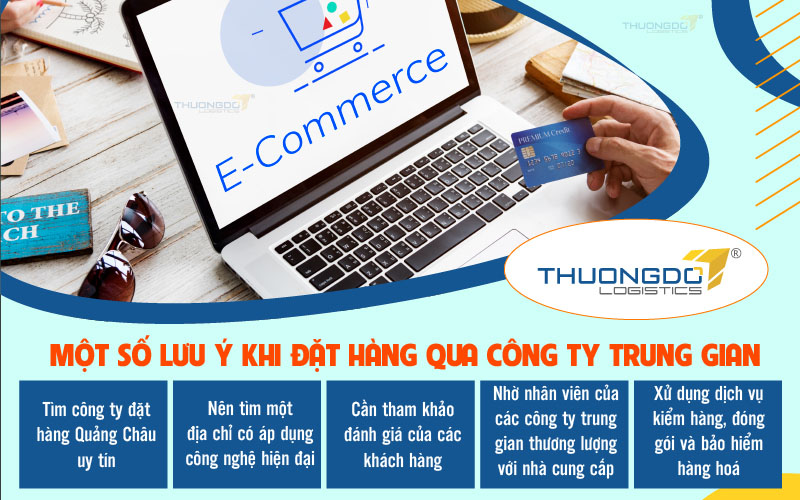 THUONGDO
LOGISTICS
THUONGDO
LOGISTICS
E-Commerce
PREMIUM Credit
TO THE
CH
THUONGDO®
LOGISTICS
MỘT SỐ LƯU Ý KHI ĐẶT HÀNG QUA CÔNG TY TRUNG GIAN
Tìm công ty đặt
hàng Quảng Châu
uy tín
Nên tìm một
địa chỉ có áp dụng
công nghệ hiện đại
Cần tham khảo
đánh giá của các
khách hàng
Nhờ nhân viên của
các công ty trung
gian thương lượng
với nhà cung cấp
Xử dụng dịch vụ
kiểm hàng, đóng
gói và bảo hiểm
hàng hoá